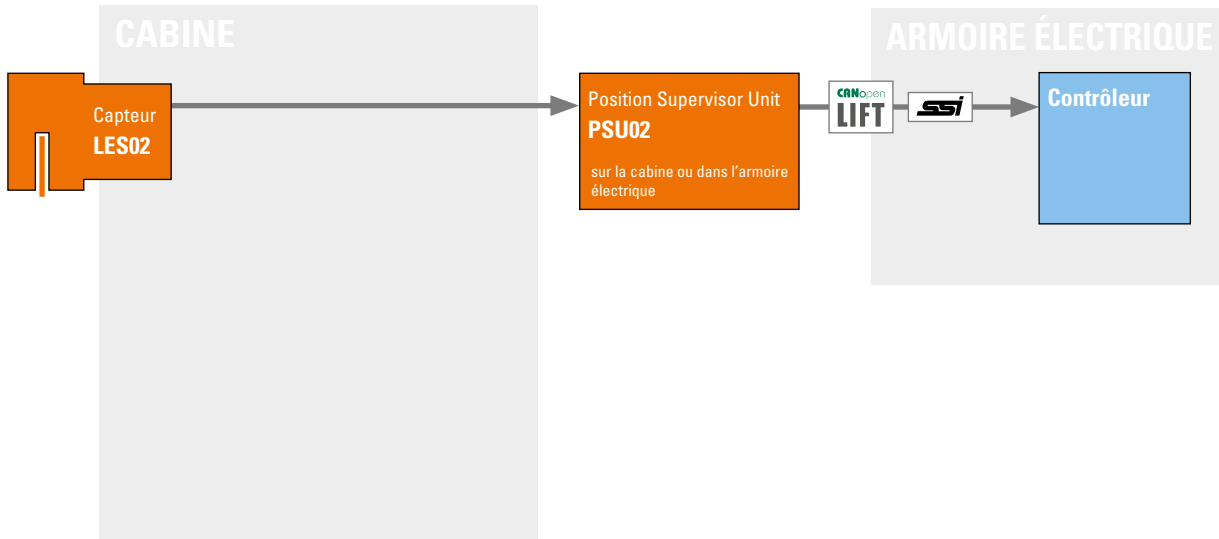 CABINE
ARMOIRE ÉLECTRIQUE
Capteur
LES02
Position Supervisor Unit
PSU02
sur la cabine ou dans l'armoire
électrique
CANopen
LIFT
SSI
Contrôleur